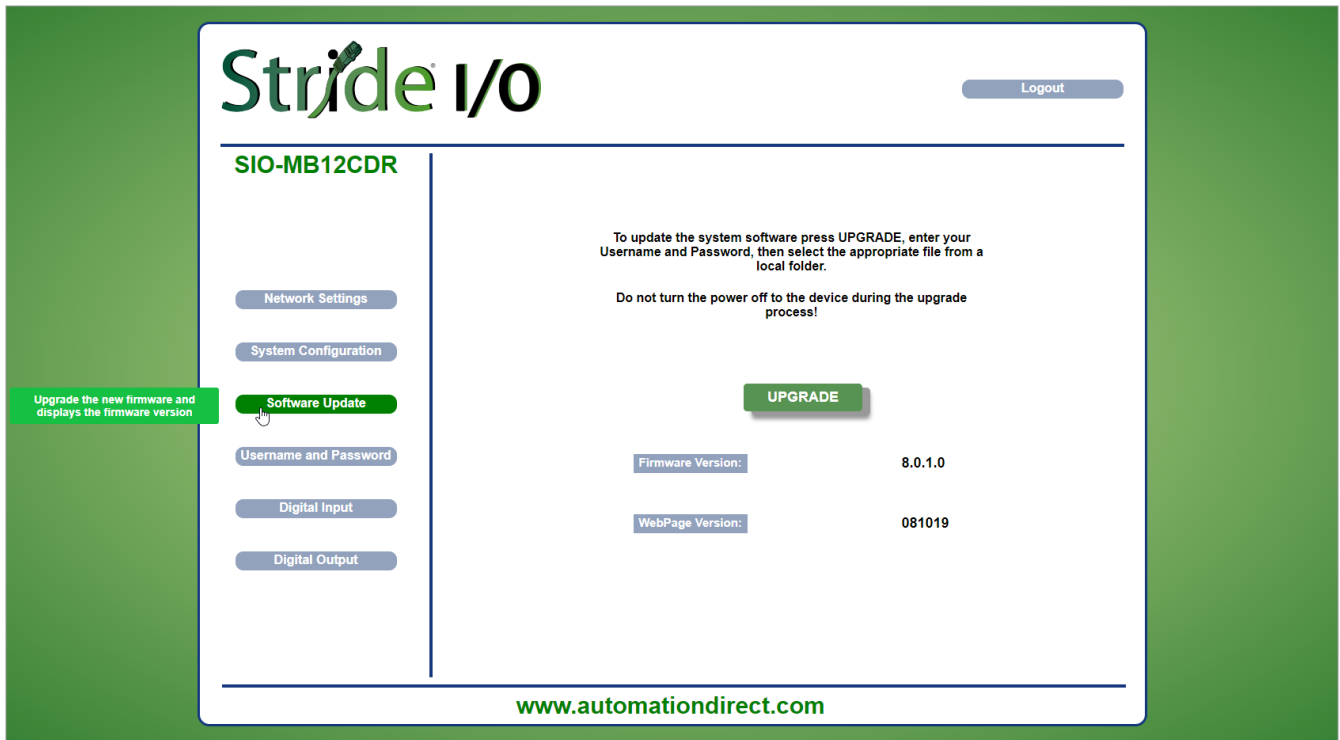 Stride I/O
Logout
SIO-MB12CDR
Network Settings
System Configuration
Software Update
Username and Password
Digital Input
Digital Output
Upgrade the new firmware and
displays the firmware version
To update the system software press UPGRADE, enter your
Username and Password, then select the appropriate file from a
local folder.
Do not turn the power off to the device during the upgrade
process!
UPGRADE
Firmware Version: 8.0.1.0
WebPage Version: 081019
www.automationdirect.com